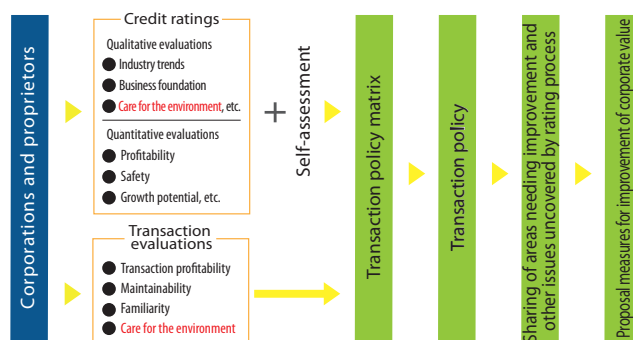 Corporations and proprietors
Credit ratings
Qualitative evaluations
Industry trends
Business foundation
Care for the environment, etc.
Quantitative evaluations
Profitability
Safety
Growth potential, etc.
+
Self-assessment
Transaction evaluations
Transaction profitability
Maintainability
Familiarity
Care for the environment
Transaction policy matrix
Transaction policy
Sharing of areas needing improvement and
other issues uncovered by rating process
Proposal measures for improvement of corporate value